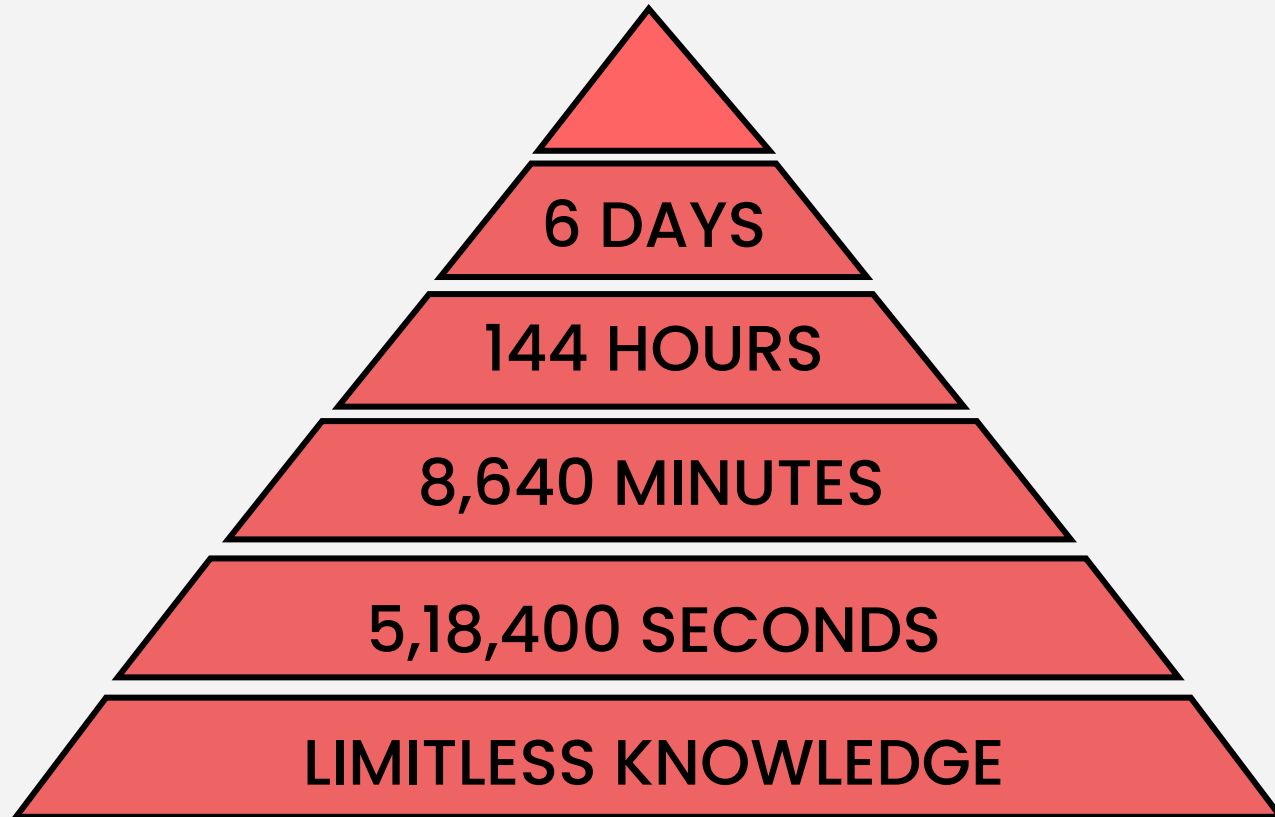 6 DAYS
144 HOURS
8,640 MINUTES
5,18,400 SECONDS
LIMITLESS KNOWLEDGE